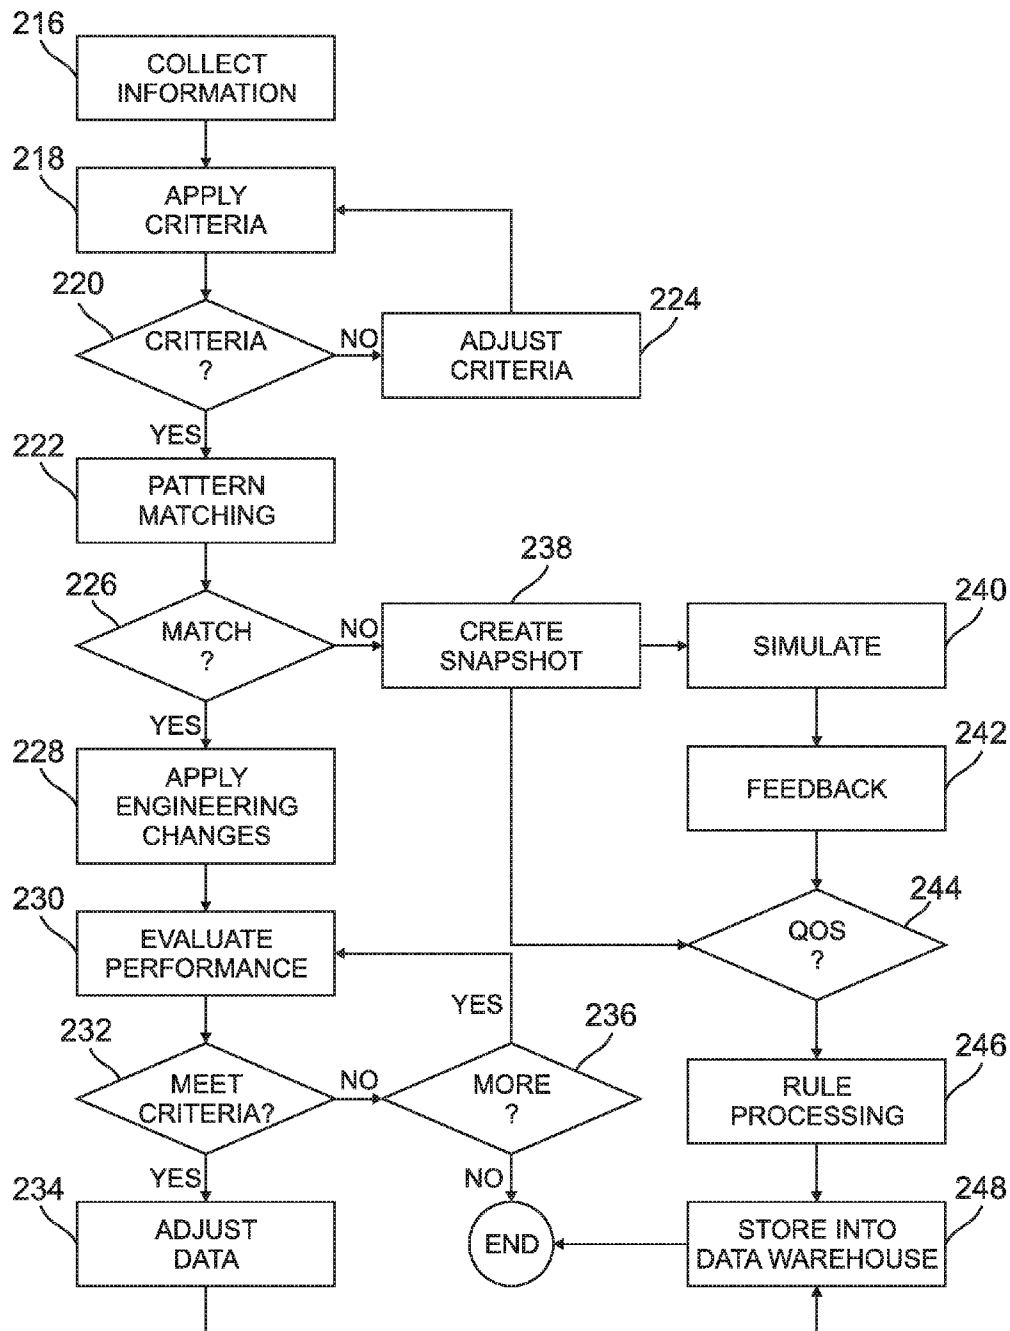 216
COLLECT
INFORMATION
218
APPLY
CRITERIA
220
CRITERIA
?
NO
224
ADJUST
CRITERIA
YES
222
PATTERN
MATCHING
226
MATCH
?
NO
238
CREATE
SNAPSHOT
240
SIMULATE
YES
228
APPLY
ENGINEERING
CHANGES
242
FEEDBACK
230
EVALUATE
PERFORMANCE
244
QOS
?
YES
232
MEET
CRITERIA?
NO
236
MORE
?
246
RULE
PROCESSING
YES
234
ADJUST
DATA
NO
END
248
STORE INTO
DATA WAREHOUSE